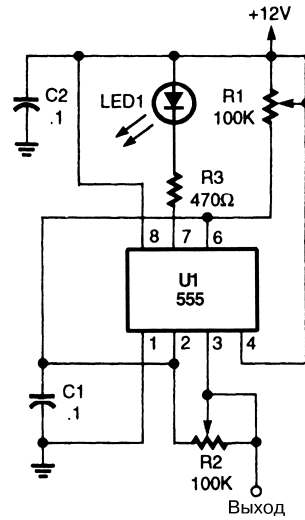 +12V
C2
.1
LED1
R1
100K
R3
470Ω
8 7 6
U1
555
1 2 3 4
C1
.1
R2
100K
Выход